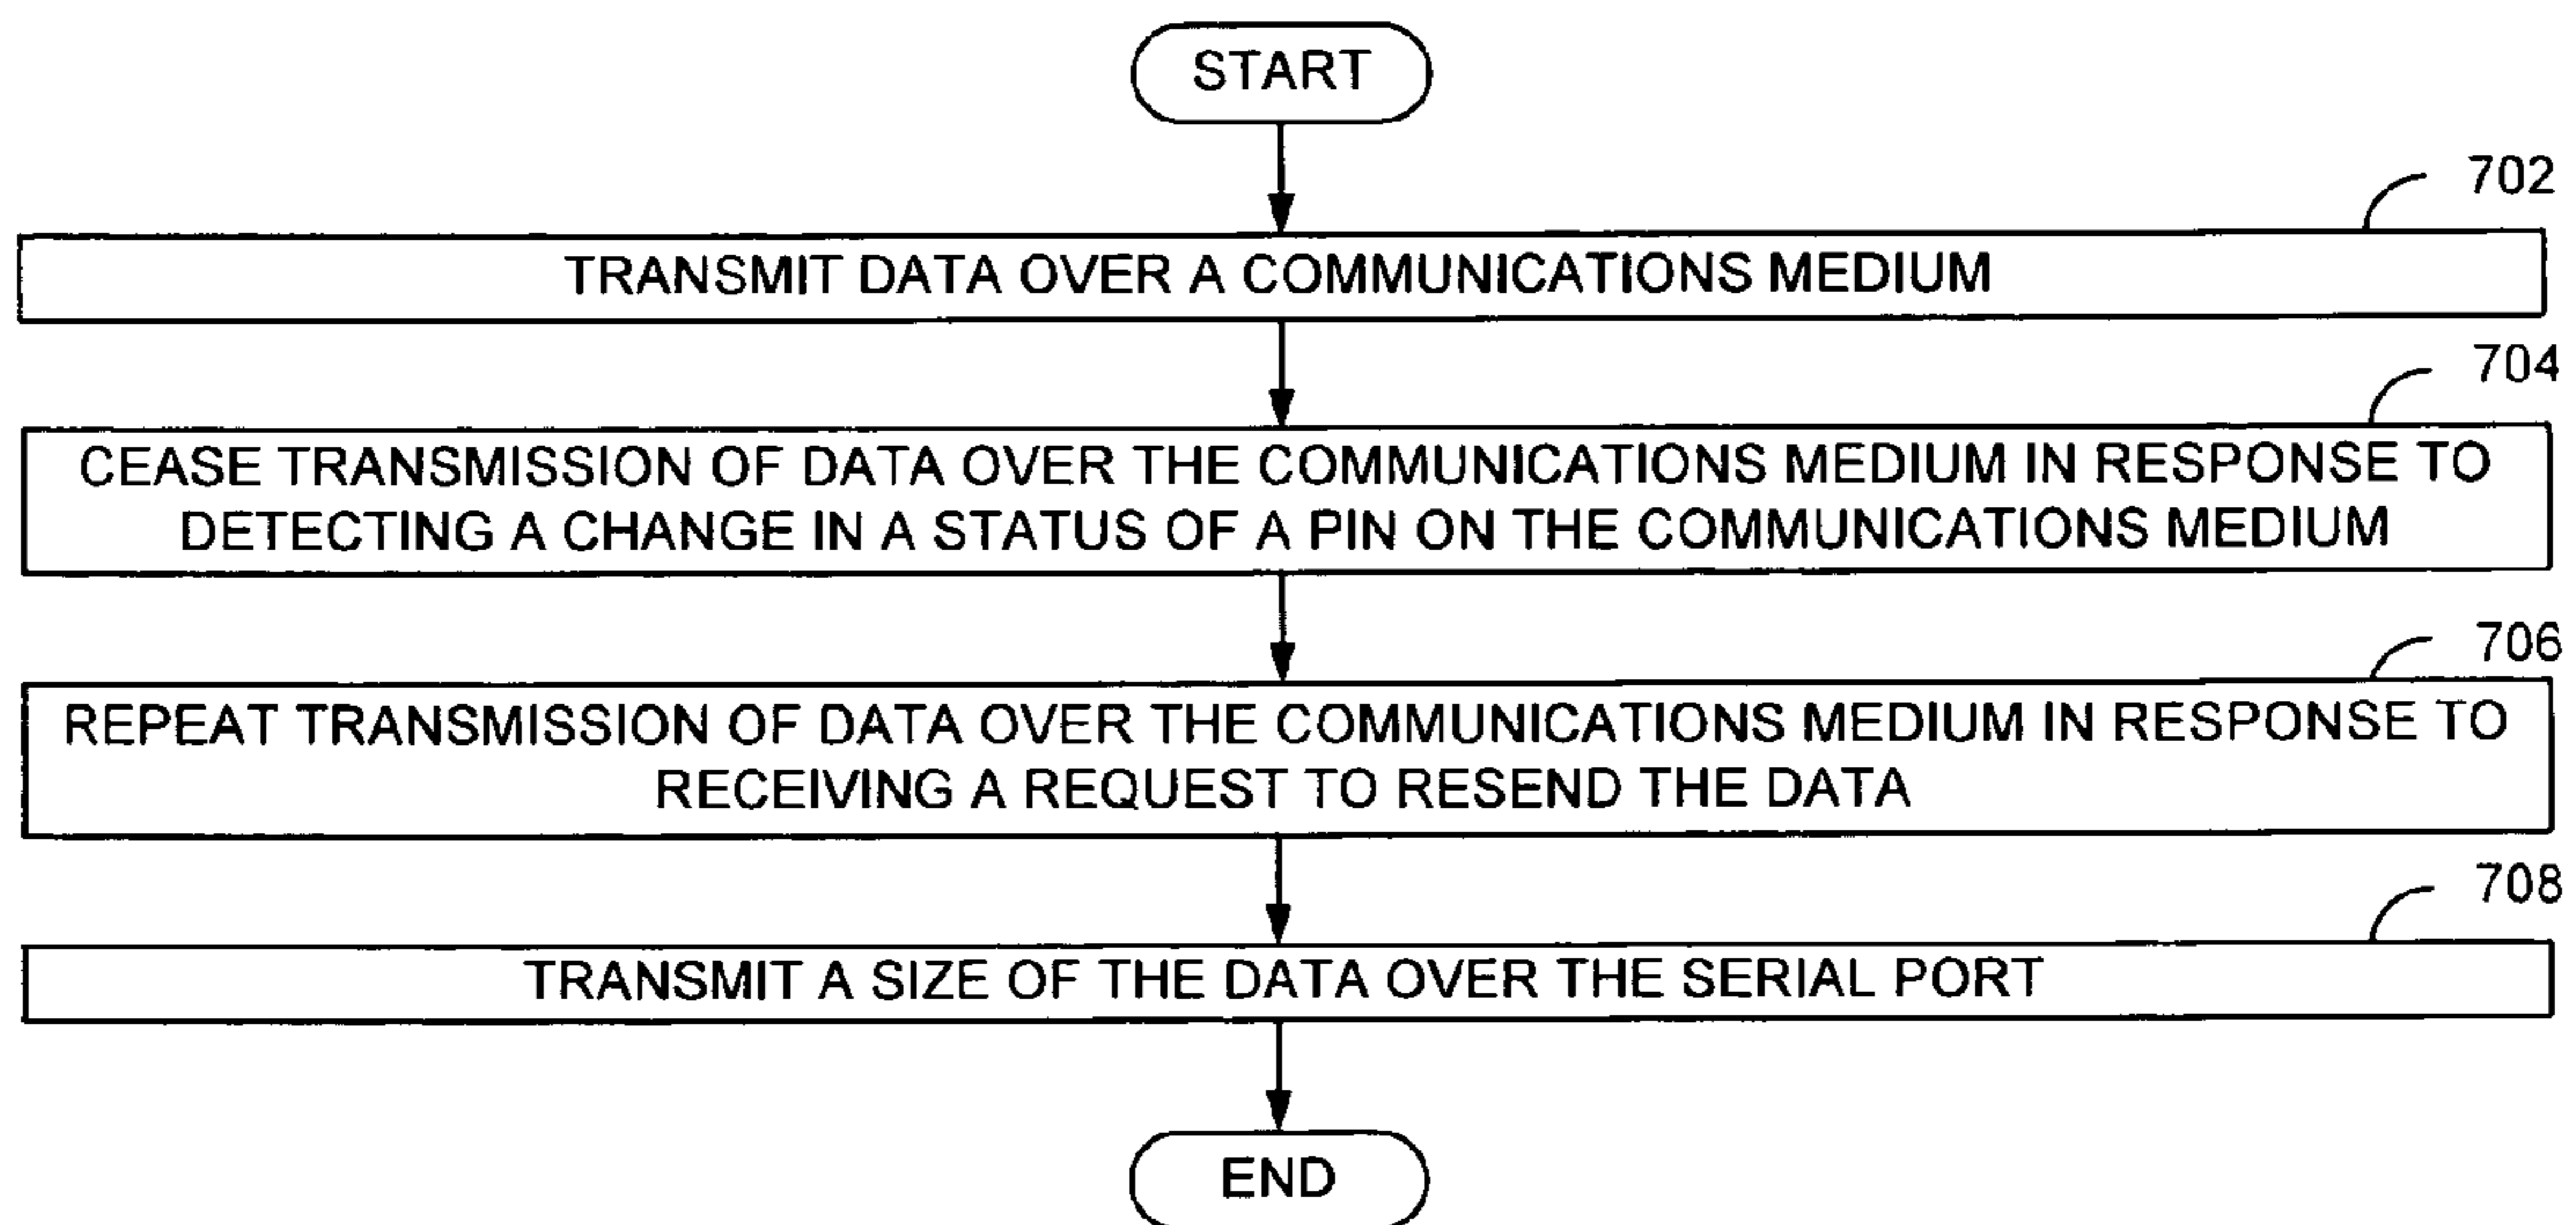 START
702
TRANSMIT DATA OVER A COMMUNICATIONS MEDIUM
704
CEASE TRANSMISSION OF DATA OVER THE COMMUNICATIONS MEDIUM IN RESPONSE TO
DETECTING A CHANGE IN A STATUS OF A PIN ON THE COMMUNICATIONS MEDIUM
706
REPEAT TRANSMISSION OF DATA OVER THE COMMUNICATIONS MEDIUM IN RESPONSE TO
RECEIVING A REQUEST TO RESEND THE DATA
708
TRANSMIT A SIZE OF THE DATA OVER THE SERIAL PORT
END